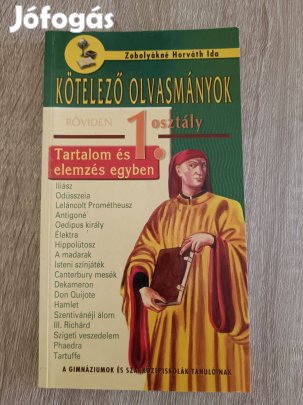 Jófogás
Zobolyákné Horváth Ida
KÖTELEZŐ OLVASMÁNYOK
RÖVIDEN
1. osztály
Tartalom és
elemzés egyben
Iliász
Odüsszeia
Leláncolt Prométheusz
Antigoné
Oedipus király
Élektra
Hippolütosz
A madarak
Isteni színjáték
Canterbury mesék
Dekameron
Don Quijote
Hamlet
Szentivánéji álom
III. Richárd
Szigeti veszedelem
Phaedra
Tartuffe
A GIMNÁZIUMOK ÉS SZAKKÖZÉPISKOLÁK TANULÓINAK